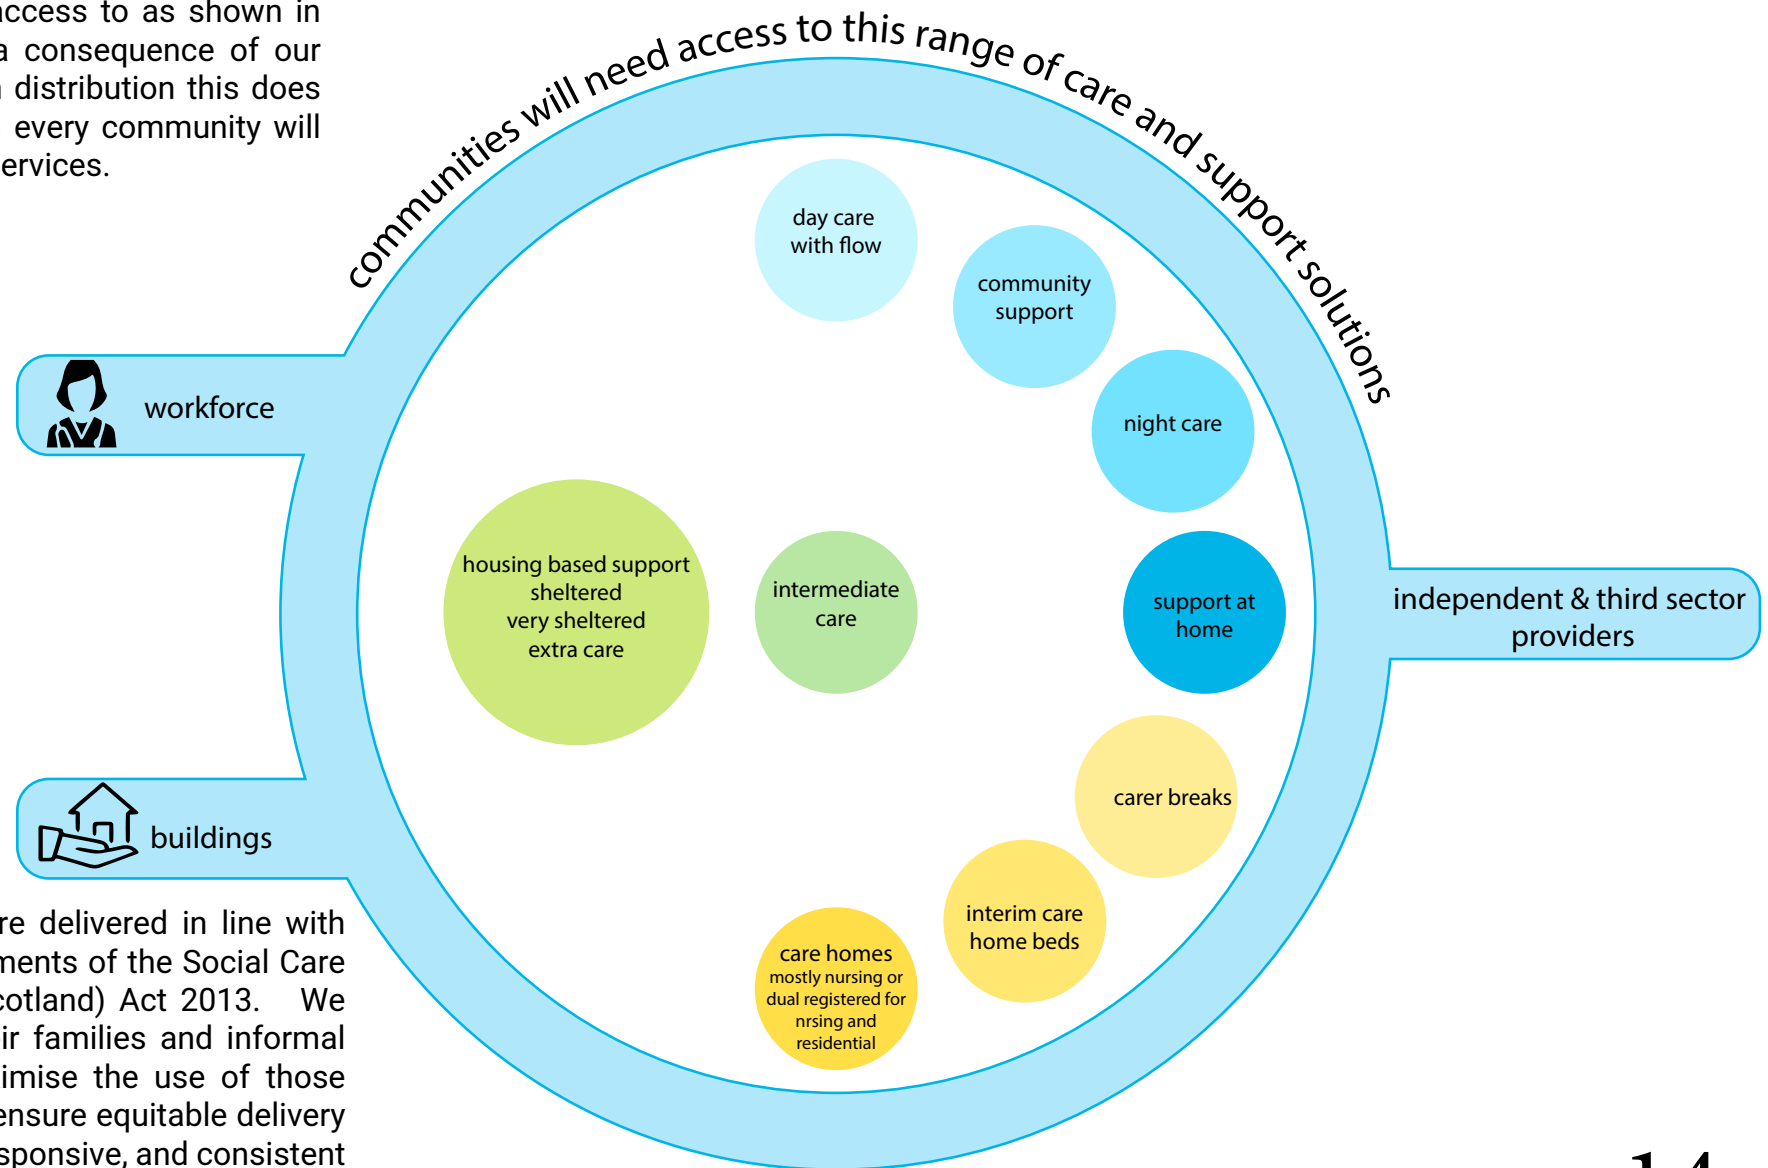 access to as shown in
a consequence of our
distribution this does
every community will
ervices.
communities will need access to this range of care and support solutions
day care
with flow
community
support
night care
workforce
housing based support
sheltered
very sheltered
extra care
intermediate
care
support at
home
independent & third sector
providers
carer breaks
buildings
interim care
home beds
care homes
mostly nursing or
dual registered for
nrsing and
residential
re delivered in line with
ments of the Social Care
cotland) Act 2013. We
ir families and informal
timise the use of those
ensure equitable delivery
sponsive, and consistent
14